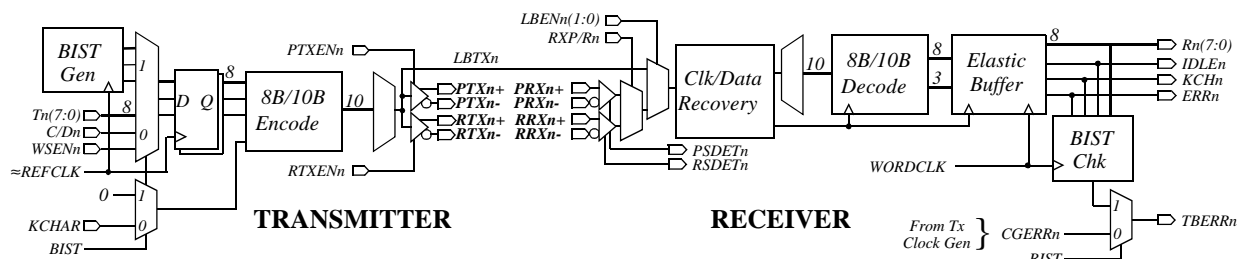 BIST
Gen
1
0
Tn(7:0)
8
C/Dn
WSENn
≈REFCLK
D Q
8
8B/10B
Encode
10
0
1
0
KCHAR
BIST
TRANSMITTER
PTXENn
RTXENn
LBTXn
PTXn+
PTXn-
RTXn+
RTXn-
LBENn(1:0)
RXP/Rn
PRXn+
PRXn-
RRXn+
RRXn-
PSDETn
RSDETn
Clk/Data
Recovery
10
8B/10B
Decode
8
3
Elastic
Buffer
8
Rn(7:0)
IDLEn
KCHn
ERRn
WORDCLK
BIST
Chk
RECEIVER
From Tx
Clock Gen
}
CGERRn
1
0
TBERRn
BIST